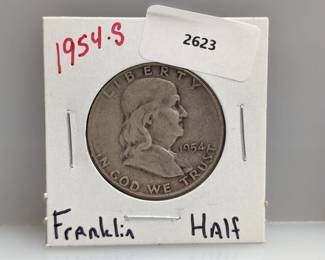 1954-S
2623
LIBERTY
1954
IN GOD WE TRUST
Franklin Half